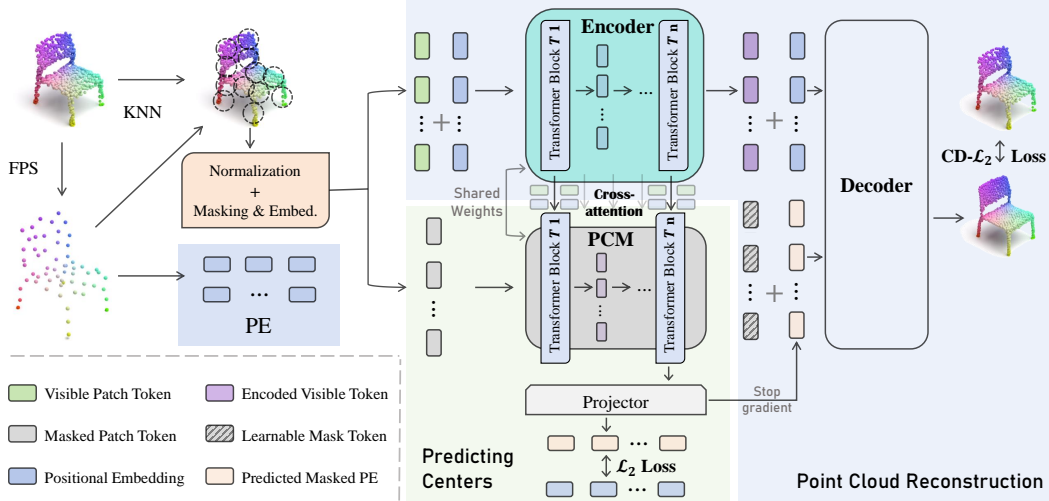 KNN
FPS
Normalization
+
Masking & Embed.
PE
Visible Patch Token
Encoded Visible Token
Masked Patch Token
Learnable Mask Token
Positional Embedding
Predicted Masked PE
Encoder
Transformer Block T 1
...
Transformer Block T n
Shared
Weights
Cross-
attention
PCM
Transformer Block T 1
...
Transformer Block T n
Projector
Stop
gradient
ℒ₂ Loss
Predicting
Centers
+
+
+
Decoder
CD-ℒ₂ Loss
Point Cloud Reconstruction